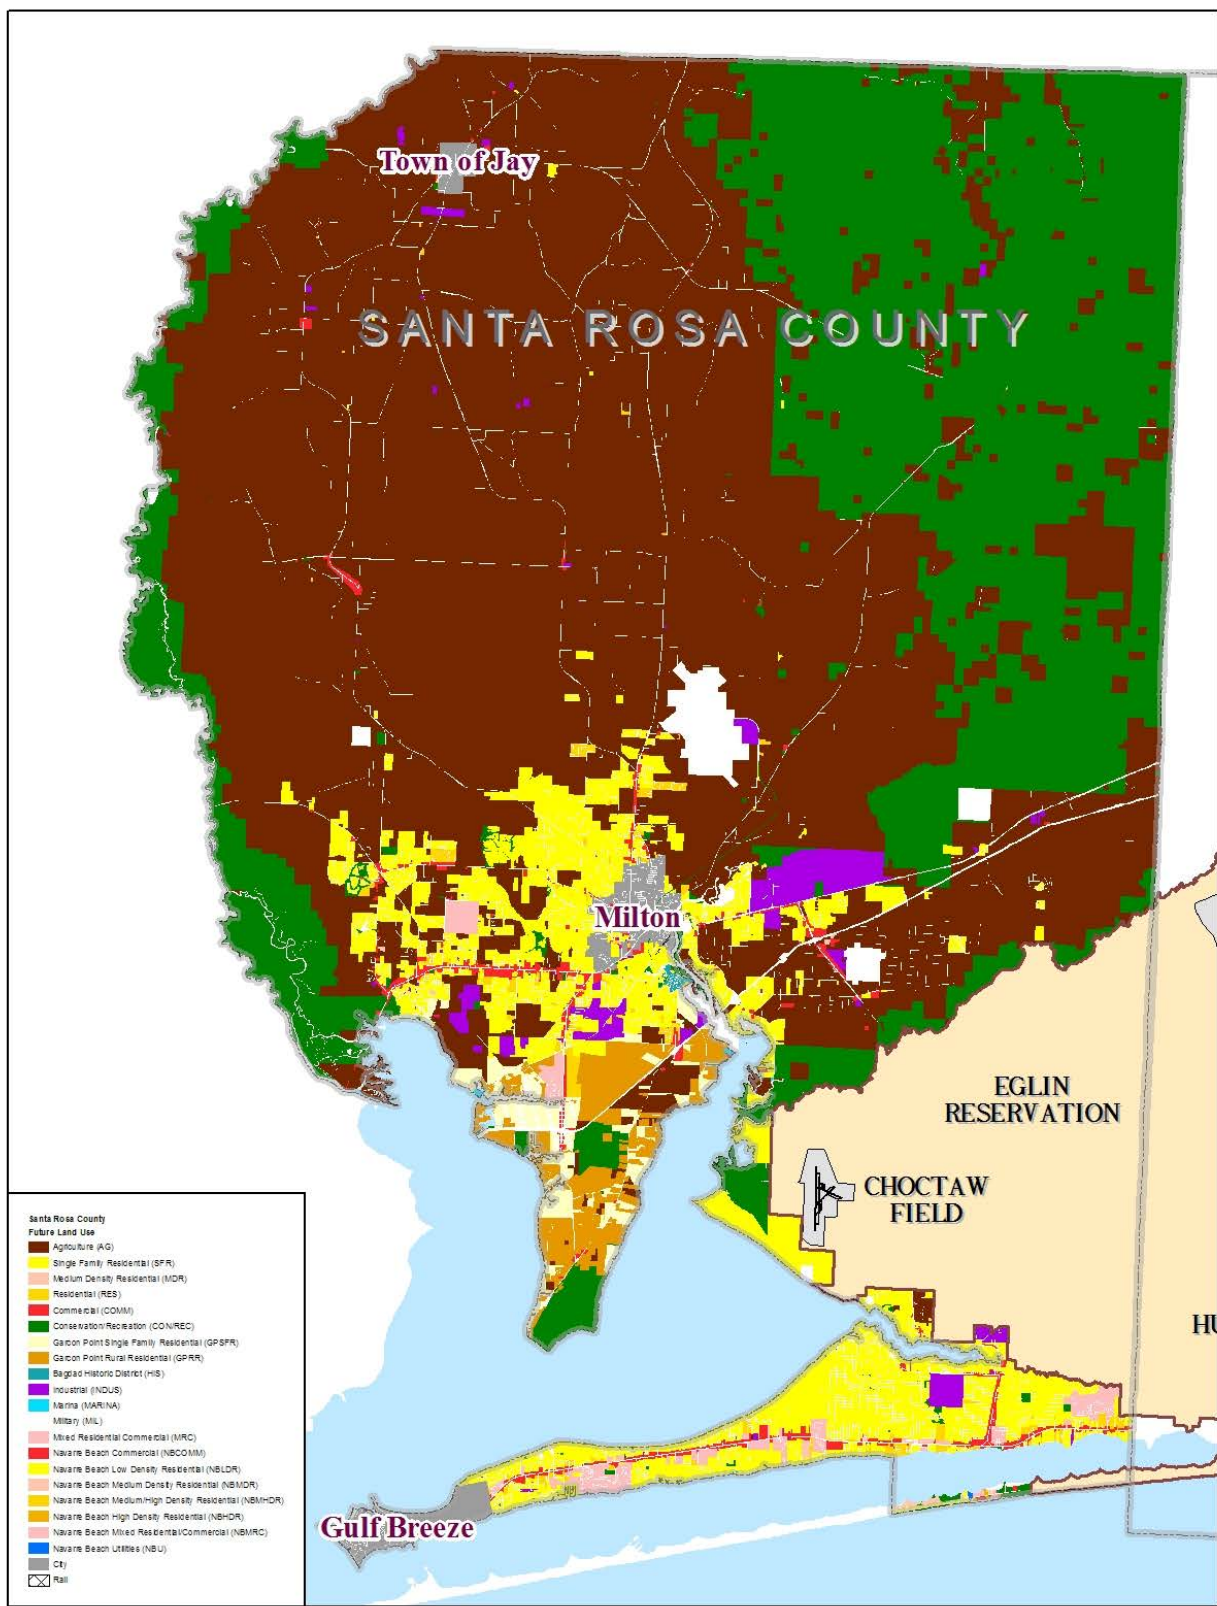 Town of Jay
SANTA ROSA COUNTY
Milton
EGLIN
RESERVATION
CHOCTAW
FIELD
HU
Gulf Breeze
Santa Rosa County
Future Land Use
Agriculture (AG)
Single Family Residential (SFR)
Medium Density Residential (MDR)
Residential (RES)
Commercial (COMM)
Conservation/Recreation (CON/REC)
Garcon Point Single Family Residential (GPSFR)
Garcon Point Rural Residential (GPRR)
Bagdad Historic District (HIS)
Industrial (INDUS)
Marina (MARINA)
Military (MIL)
Mixed Residential Commercial (MRC)
Navarre Beach Commercial (NBCOMM)
Navarre Beach Low Density Residential (NBLDR)
Navarre Beach Medium Density Residential (NBMDR)
Navarre Beach Medium/High Density Residential (NBMHDR)
Navarre Beach High Density Residential (NBHDR)
Navarre Beach Mixed Residential/Commercial (NBMRC)
Navarre Beach Utilities (NBU)
City
Rail